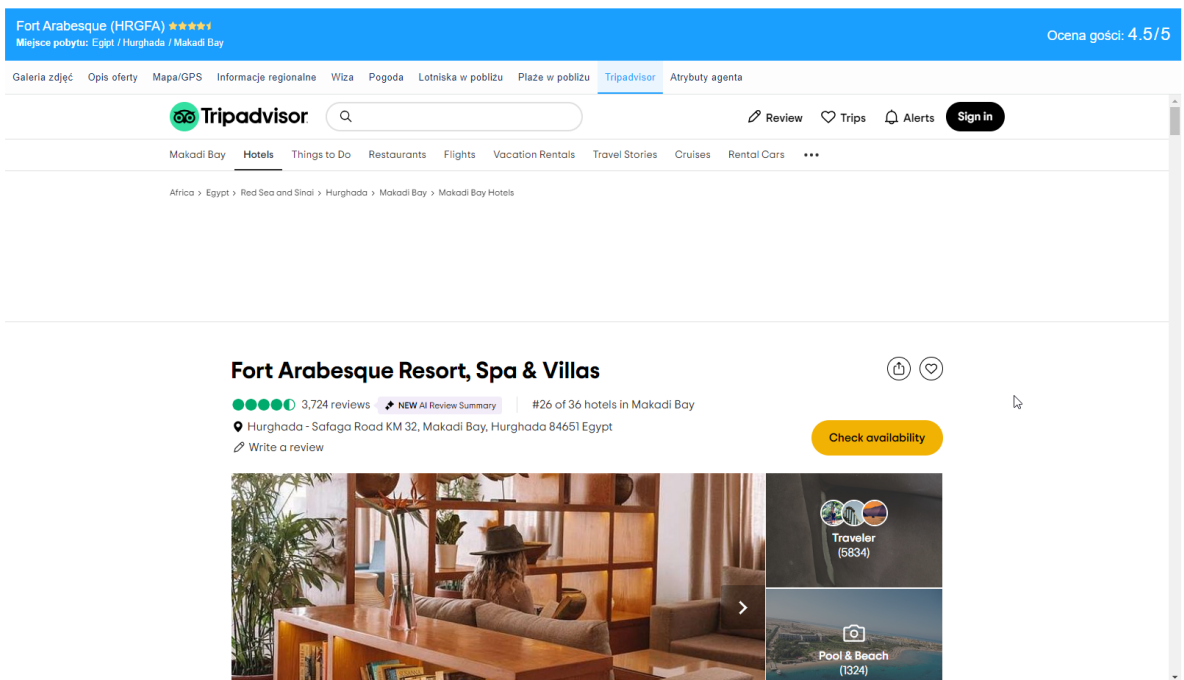 Fort Arabesque (HRGFA)
Miejsce pobytu: Egipt / Hurghada / Makadi Bay
Ocena gości: 4.5/5
Galeria zdjęć Opis oferty Mapa/GPS Informacje regionalne Wiza Pogoda Lotniska w pobliżu Plaże w pobliżu Tripadvisor Atrybuty agenta
Tripadvisor Review Trips Alerts Sign in
Makadi Bay Hotels Things to Do Restaurants Flights Vacation Rentals Travel Stories Cruises Rental Cars •••
Africa > Egypt > Red Sea and Sinai > Hurghada > Makadi Bay > Makadi Bay Hotels
Fort Arabesque Resort, Spa & Villas
3,724 reviews NEW AI Review Summary #26 of 36 hotels in Makadi Bay
Hurghada - Safaga Road KM 32, Makadi Bay, Hurghada 84651 Egypt
Check availability
Write a review
Traveler
(5834)
Pool & Beach
(1324)